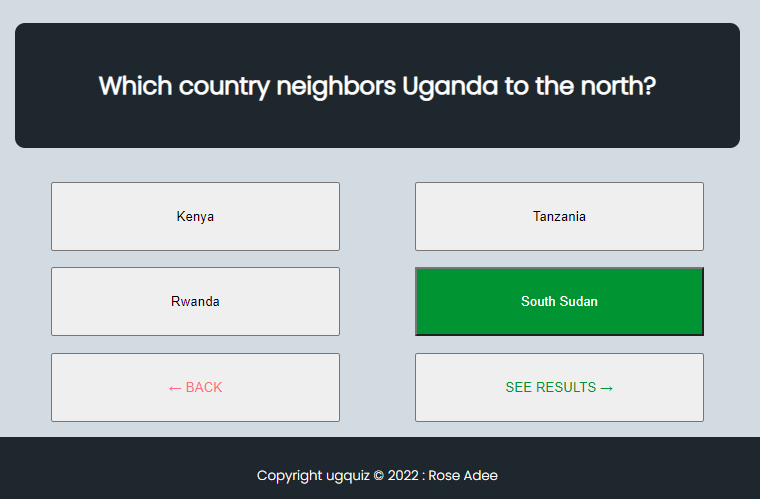 Which country neighbors Uganda to the north?
Kenya
Tanzania
Rwanda
South Sudan
← BACK
SEE RESULTS →
Copyright ugquiz © 2022 : Rose Adee